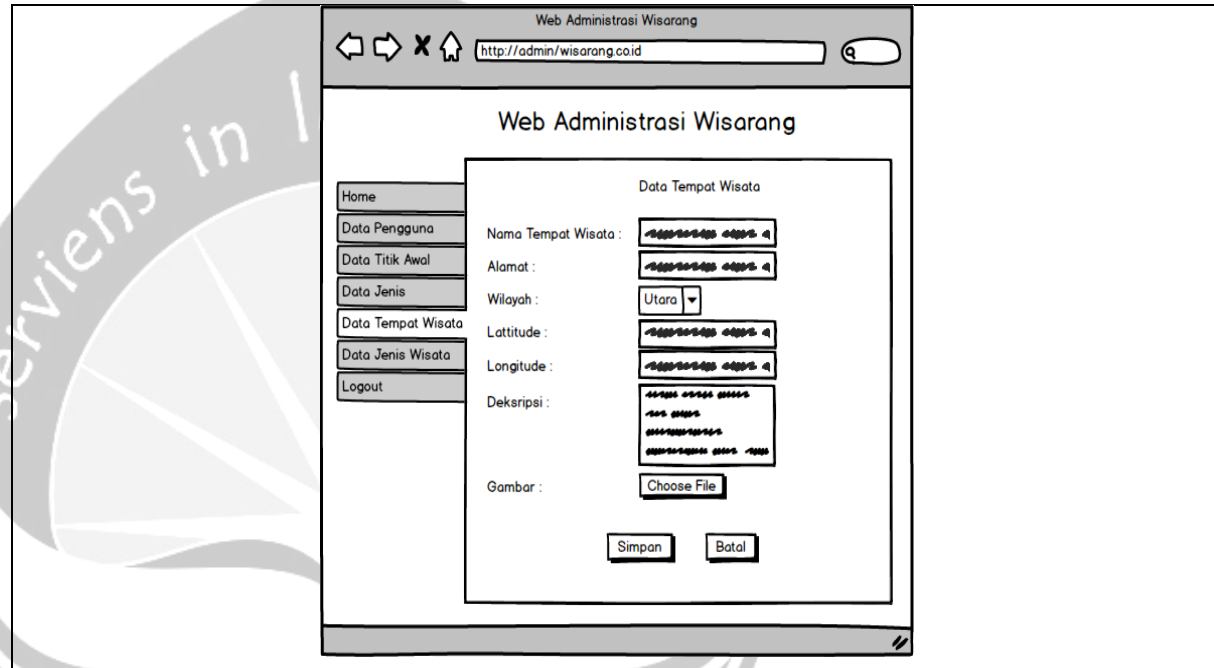 Web Administrasi Wisarang
http://admin/wisarang.co.id
Web Administrasi Wisarang
Home
Data Pengguna
Data Titik Awal
Data Jenis
Data Tempat Wisata
Data Jenis Wisata
Logout
Data Tempat Wisata
Nama Tempat Wisata :
Alamat :
Wilayah : Utara
Lattitude :
Longitude :
Deksripsi :
Gambar : Choose File
Simpan Batal
in